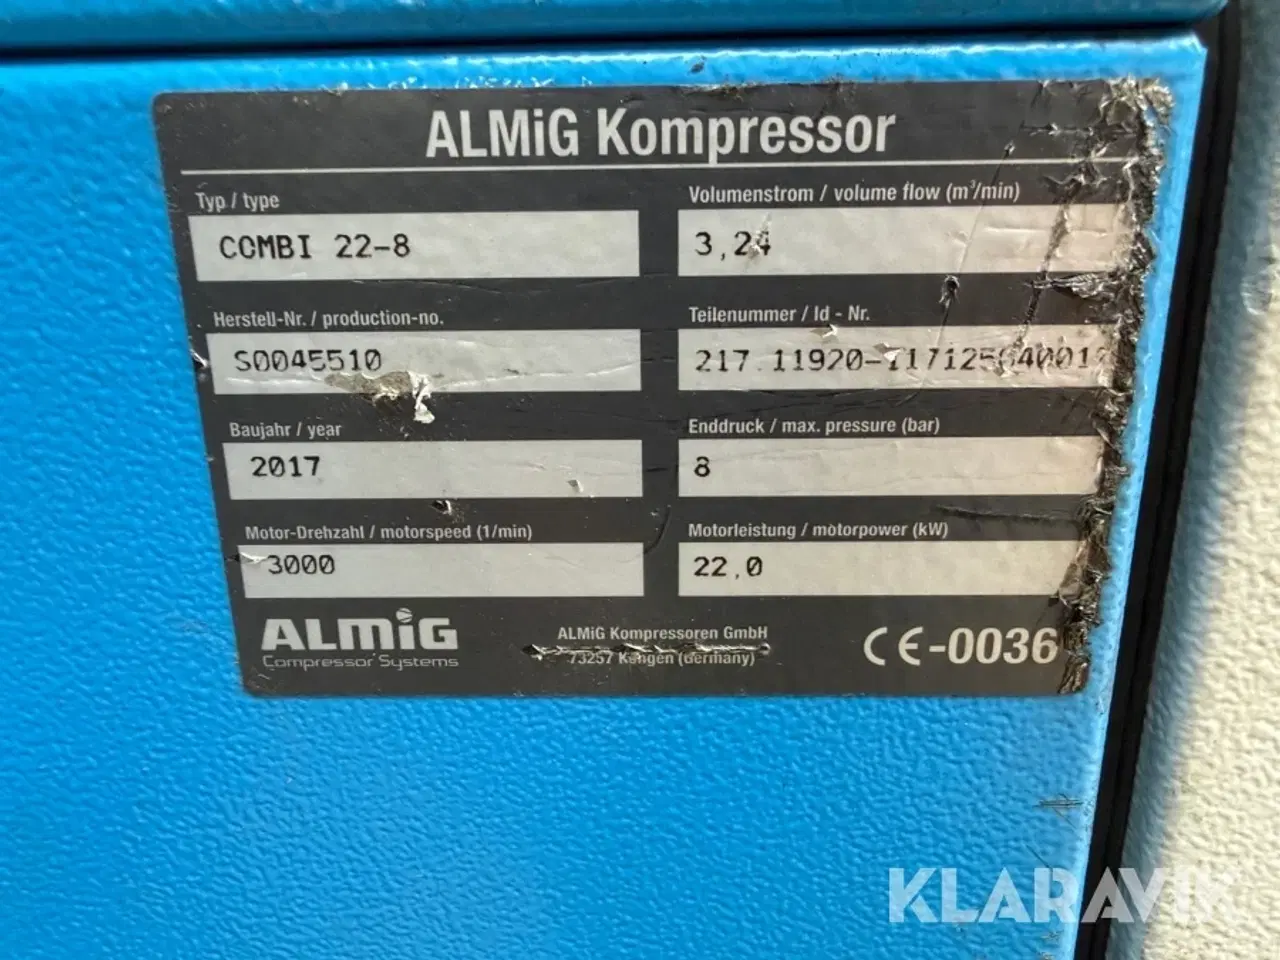 ALMiG Kompressor
Typ / type
COMBI 22-8
Volumenstrom / volume flow (m³/min)
3,24
Herstell-Nr. / production-no.
S0045510
Teilenummer / Id - Nr.
217.11920-
Baujahr / year
2017
Enddruck / max. pressure (bar)
8
Motor-Drehzahl / motorspeed (1/min)
3000
Motorleistung / motorpower (kW)
22,0
ALMiG
Compressor Systems
ALMiG Kompressoren GmbH
73257 Köngen (Germany)
CE-0036
KLARAVIK